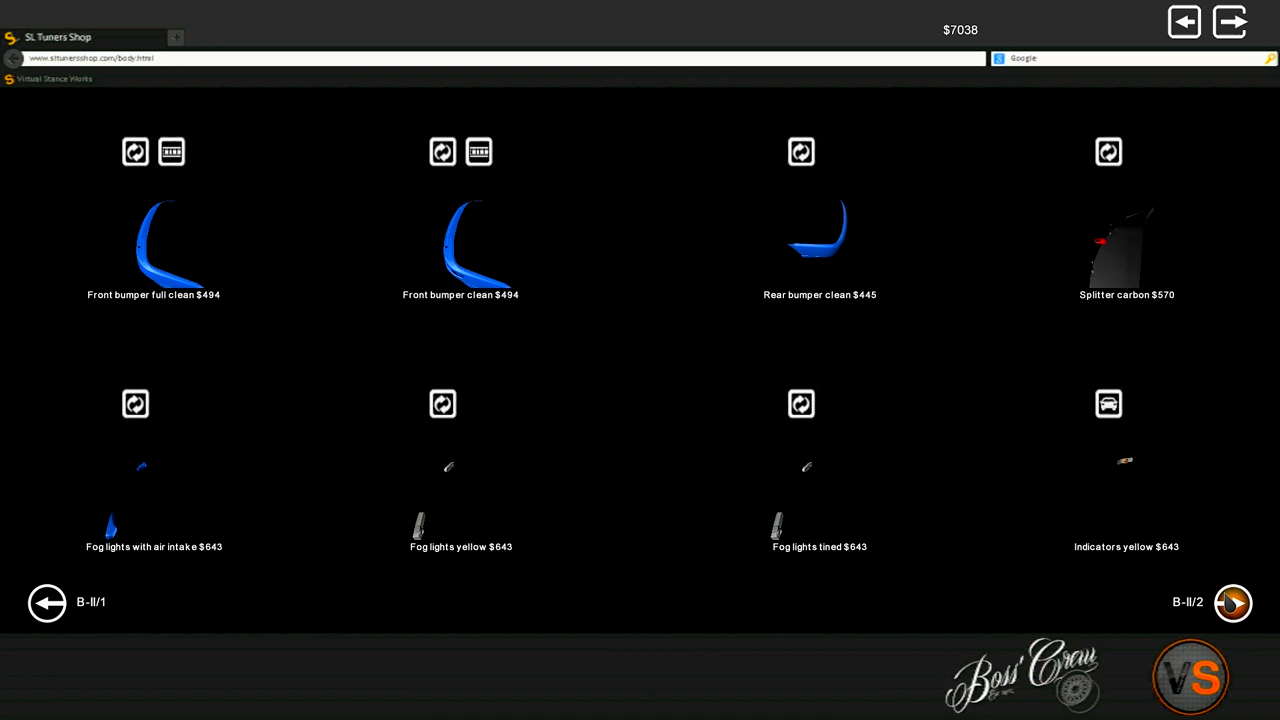 $7038
SL Tuners Shop
www.sltunersshop.com/body.html
Google
Virtual Stance Works
Front bumper full clean $494
Front bumper clean $494
Rear bumper clean $445
Splitter carbon $570
Fog lights with air intake $643
Fog lights yellow $643
Fog lights tined $643
Indicators yellow $643
B-II/1
B-II/2
Boss' Crew
VS